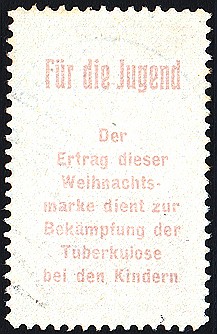 Für die Jugend
Der
Ertrag dieser
Weihnachts-
marke dient zur
Bekämpfung der
Tuberkulose
bei den Kindern